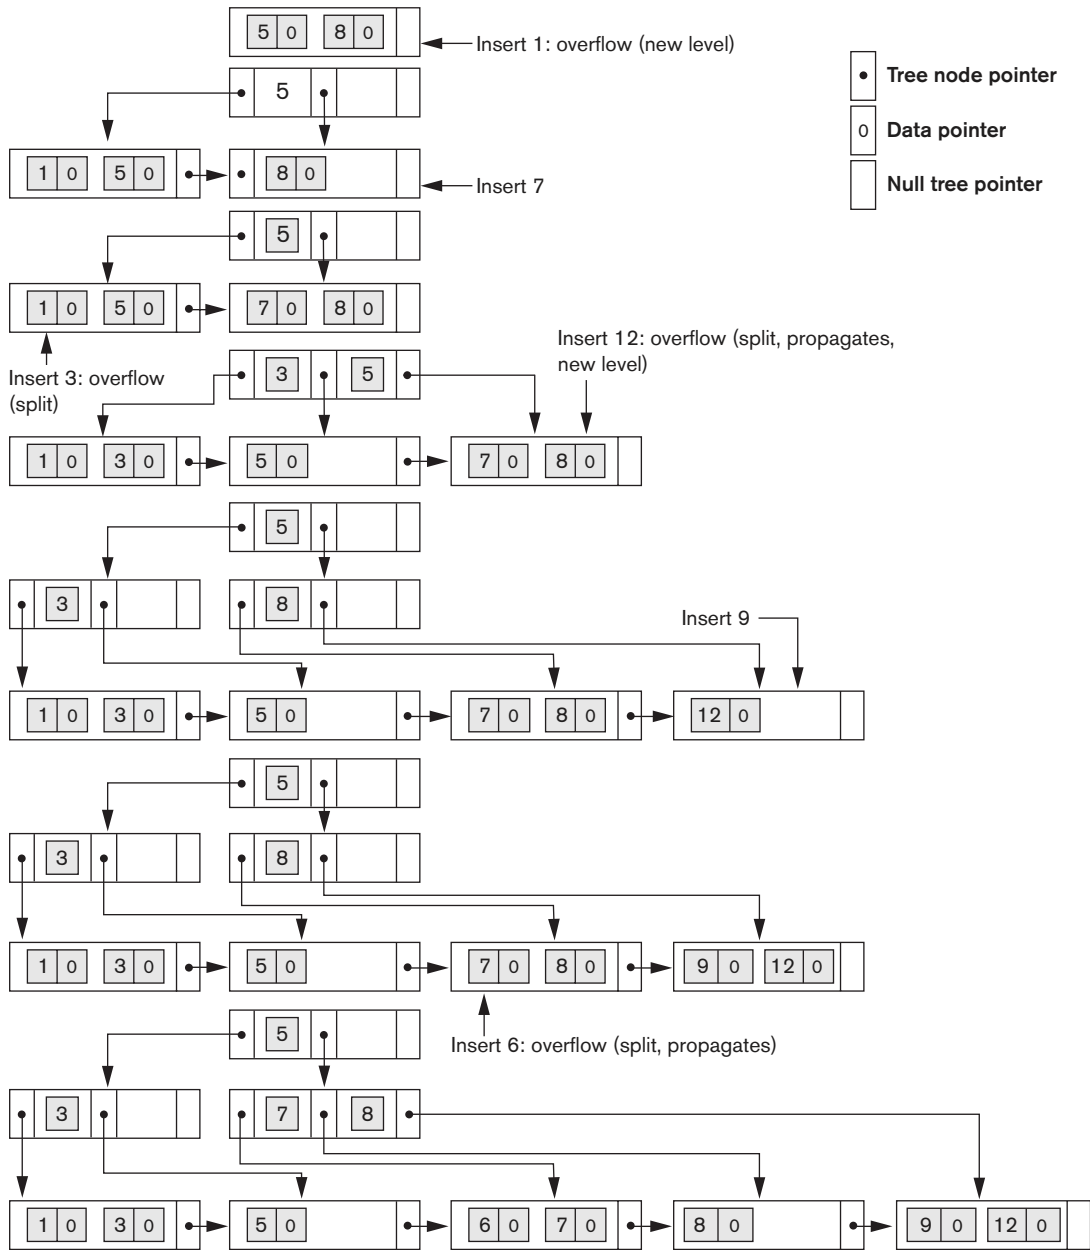 5 0 8 0
Insert 1: overflow (new level)
Tree node pointer
5
0 Data pointer
1 0 5 0 8 0
Insert 7
Null tree pointer
5
1 0 5 0 7 0 8 0
Insert 12: overflow (split, propagates,
new level)
Insert 3: overflow
(split)
3 5
1 0 3 0 5 0 7 0 8 0
5
3 8
Insert 9
1 0 3 0 5 0 7 0 8 0 12 0
5
3 8
1 0 3 0 5 0 7 0 8 0 9 0 12 0
5
Insert 6: overflow (split, propagates)
3 7 8
1 0 3 0 5 0 6 0 7 0 8 0 9 0 12 0